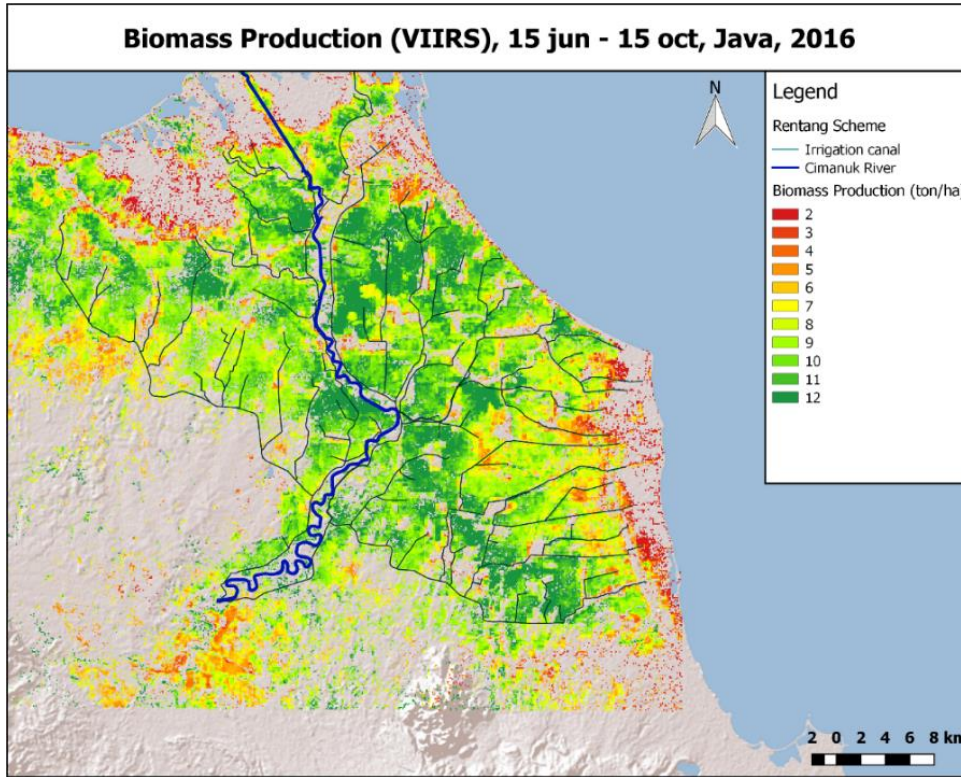 Biomass Production (VIIRS), 15 jun - 15 oct, Java, 2016
N
Legend
Rentang Scheme
Irrigation canal
Cimanuk River
Biomass Production (ton/ha)
2
3
4
5
6
7
8
9
10
11
12
2 0 2 4 6 8 km